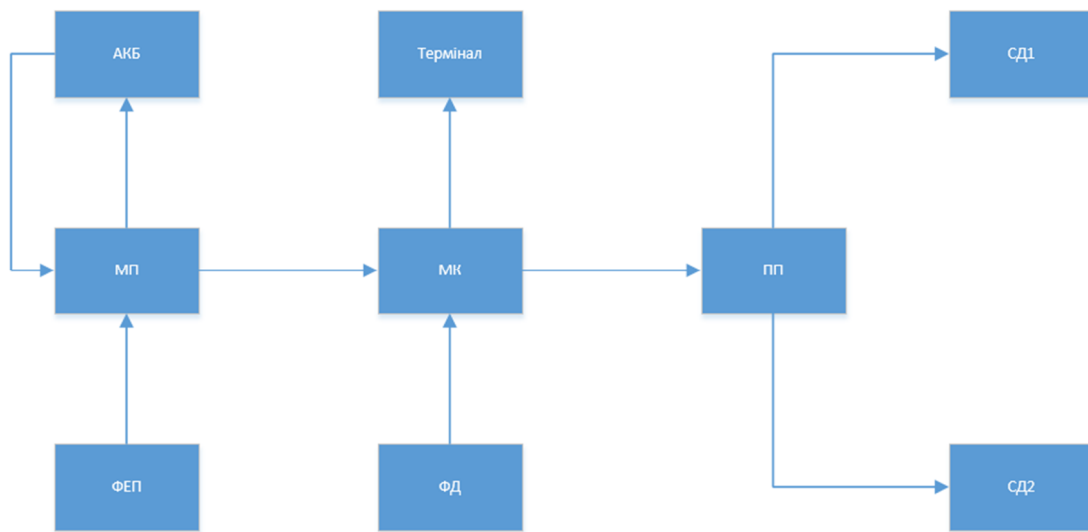 АКБ
Термінал
СД1
МП
МК
ПП
ФЕП
ФД
СД2